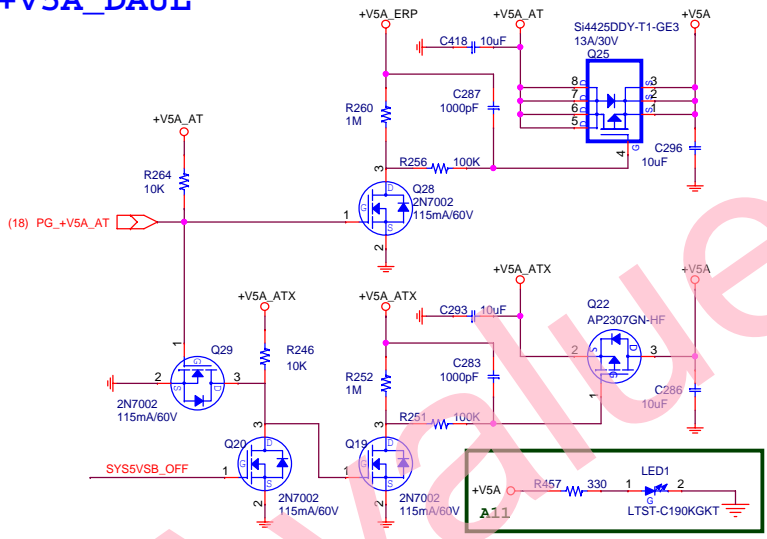 +V5A_DAUL
+V5A_ERP
+V5A_AT
Si4425DDY-T1-GE3
13A/30V
Q25
+V5A
C418 10uF
8 D S 3
7 D S 2
6 D S 1
5 D
4 G
R260
1M
C287
1000pF
C296
10uF
R256 100K
+V5A_AT
R264
10K
(18) PG_+V5A_AT
1
3
D
G
S
2
Q28
2N7002
115mA/60V
+V5A_ATX
R246
10K
+V5A_ATX
C293 10uF
+V5A_ATX
Q22
AP2307GN-HF
+V5A
2 S D 3
G
1
1
Q29
G
2 S D 3
2N7002
115mA/60V
R252
1M
C283
1000pF
C286
10uF
R251 100K
SYS5VSB_OFF
Q20
3
D
1 G
S
2
2N7002
115mA/60V
Q19
3
D
1 G
S
2
2N7002
115mA/60V
+V5A
R457 330
LED1
1 2
G
LTST-C190KGKT
A11
value